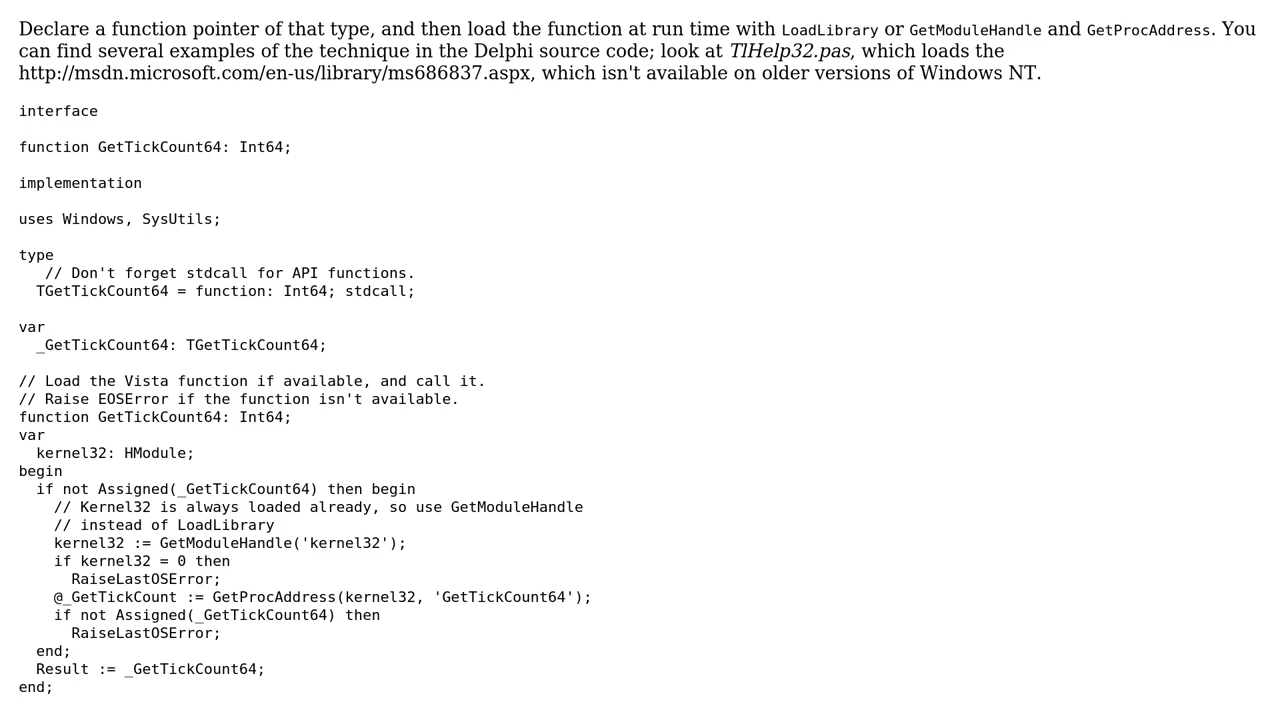 Declare a function pointer of that type, and then load the function at run time with LoadLibrary or GetModuleHandle and GetProcAddress. You
can find several examples of the technique in the Delphi source code; look at TlHelp32.pas, which loads the
http://msdn.microsoft.com/en-us/library/ms686837.aspx, which isn't available on older versions of Windows NT.

interface

function GetTickCount64: Int64;

implementation

uses Windows, SysUtils;

type
   // Don't forget stdcall for API functions.
  TGetTickCount64 = function: Int64; stdcall;

var
  _GetTickCount64: TGetTickCount64;

// Load the Vista function if available, and call it.
// Raise EOSError if the function isn't available.
function GetTickCount64: Int64;
var
  kernel32: HModule;
begin
  if not Assigned(_GetTickCount64) then begin
    // Kernel32 is always loaded already, so use GetModuleHandle
    // instead of LoadLibrary
    kernel32 := GetModuleHandle('kernel32');
    if kernel32 = 0 then
      RaiseLastOSError;
    @_GetTickCount := GetProcAddress(kernel32, 'GetTickCount64');
    if not Assigned(_GetTickCount64) then
      RaiseLastOSError;
  end;
  Result := _GetTickCount64;
end;